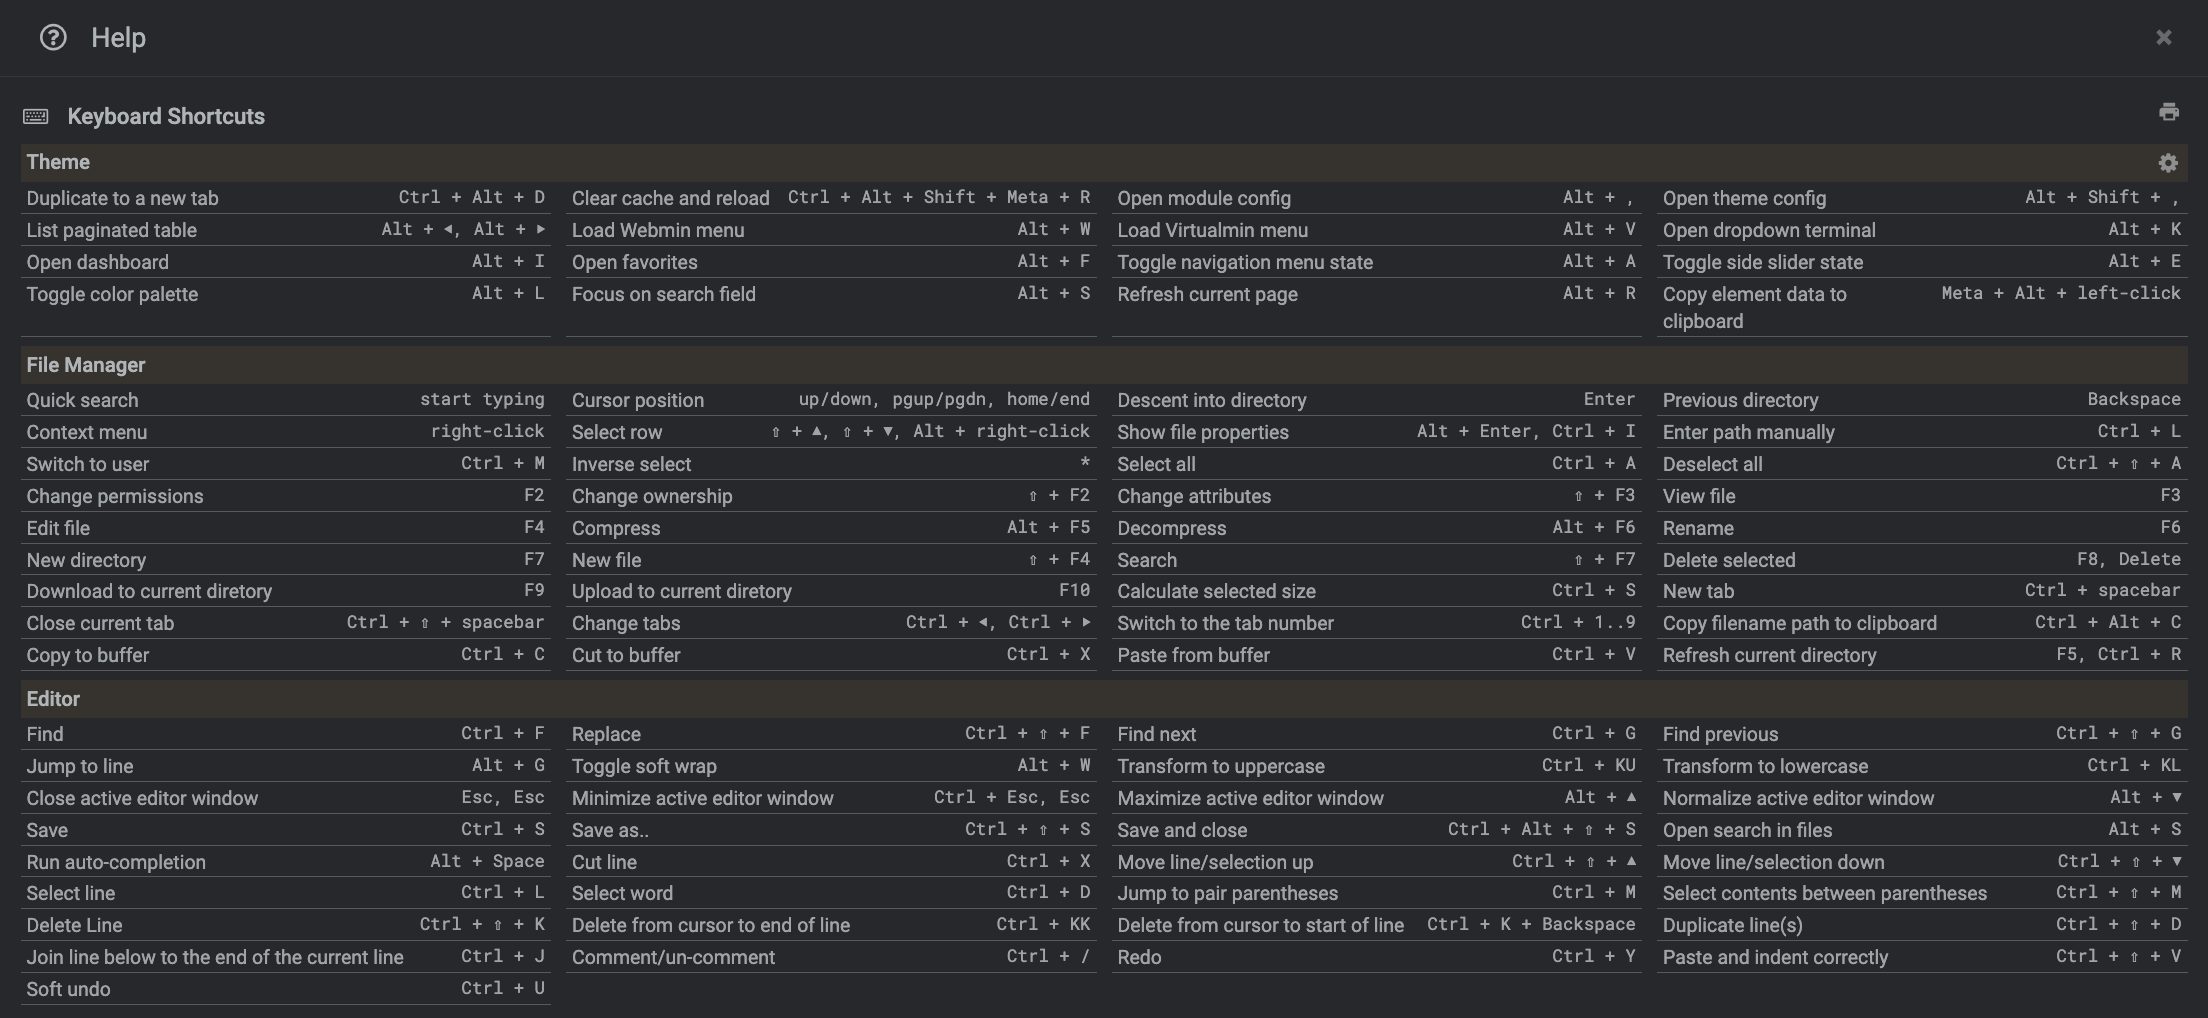 Help
Keyboard Shortcuts
Theme
Duplicate to a new tab Ctrl + Alt + D Clear cache and reload Ctrl + Alt + Shift + Meta + R Open module config Alt + , Open theme config Alt + Shift + ,
List paginated table Alt + ◂, Alt + ▸ Load Webmin menu Alt + W Load Virtualmin menu Alt + V Open dropdown terminal Alt + K
Open dashboard Alt + I Open favorites Alt + F Toggle navigation menu state Alt + A Toggle side slider state Alt + E
Toggle color palette Alt + L Focus on search field Alt + S Refresh current page Alt + R Copy element data to Meta + Alt + left-click
clipboard
File Manager
Quick search start typing Cursor position up/down, pgup/pgdn, home/end Descent into directory Enter Previous directory Backspace
Context menu right-click Select row ⇧ + ▲, ⇧ + ▼, Alt + right-click Show file properties Alt + Enter, Ctrl + I Enter path manually Ctrl + L
Switch to user Ctrl + M Inverse select * Select all Ctrl + A Deselect all Ctrl + ⇧ + A
Change permissions F2 Change ownership ⇧ + F2 Change attributes ⇧ + F3 View file F3
Edit file F4 Compress Alt + F5 Decompress Alt + F6 Rename F6
New directory F7 New file ⇧ + F4 Search ⇧ + F7 Delete selected F8, Delete
Download to current diretory F9 Upload to current diretory F10 Calculate selected size Ctrl + S New tab Ctrl + spacebar
Close current tab Ctrl + ⇧ + spacebar Change tabs Ctrl + ◂, Ctrl + ▸ Switch to the tab number Ctrl + 1..9 Copy filename path to clipboard Ctrl + Alt + C
Copy to buffer Ctrl + C Cut to buffer Ctrl + X Paste from buffer Ctrl + V Refresh current directory F5, Ctrl + R
Editor
Find Ctrl + F Replace Ctrl + ⇧ + F Find next Ctrl + G Find previous Ctrl + ⇧ + G
Jump to line Alt + G Toggle soft wrap Alt + W Transform to uppercase Ctrl + KU Transform to lowercase Ctrl + KL
Close active editor window Esc, Esc Minimize active editor window Ctrl + Esc, Esc Maximize active editor window Alt + ▲ Normalize active editor window Alt + ▼
Save Ctrl + S Save as.. Ctrl + ⇧ + S Save and close Ctrl + Alt + ⇧ + S Open search in files Alt + S
Run auto-completion Alt + Space Cut line Ctrl + X Move line/selection up Ctrl + ⇧ + ▲ Move line/selection down Ctrl + ⇧ + ▼
Select line Ctrl + L Select word Ctrl + D Jump to pair parentheses Ctrl + M Select contents between parentheses Ctrl + ⇧ + M
Delete Line Ctrl + ⇧ + K Delete from cursor to end of line Ctrl + KK Delete from cursor to start of line Ctrl + K + Backspace Duplicate line(s) Ctrl + ⇧ + D
Join line below to the end of the current line Ctrl + J Comment/un-comment Ctrl + / Redo Ctrl + Y Paste and indent correctly Ctrl + ⇧ + V
Soft undo Ctrl + U